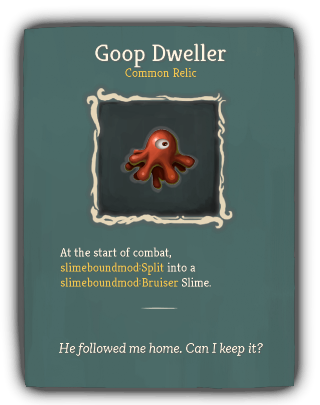 Goop Dweller
Common Relic
At the start of combat,
slimeboundmod:Split into a
slimeboundmod:Bruiser Slime.
He followed me home. Can I keep it?